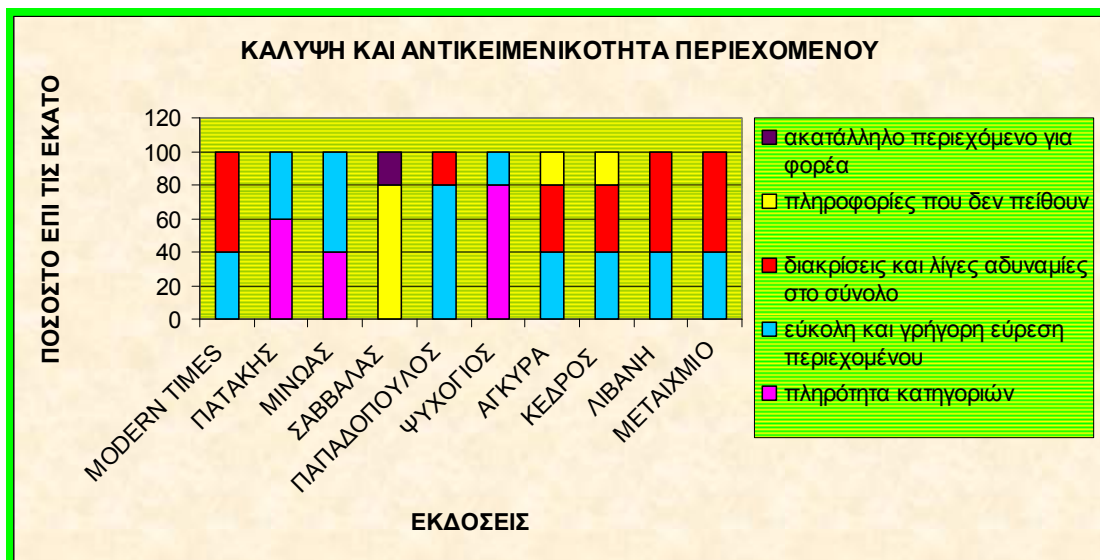 ΚΑΛΥΨΗ ΚΑΙ ΑΝΤΙΚΕΙΜΕΝΙΚΟΤΗΤΑ ΠΕΡΙΕΧΟΜΕΝΟΥ
ΠΟΣΟΣΤΟ ΕΠΙ ΤΙΣ ΕΚΑΤΟ
120
100
80
60
40
20
0
MODERN TIMES
ΠΑΤΑΚΗΣ
ΜΙΝΩΑΣ
ΣΑΒΒΑΛΑΣ
ΠΑΠΑΔΟΠΟΥΛΟΣ
ΨΥΧΟΓΙΟΣ
ΑΓΚΥΡΑ
ΚΕΔΡΟΣ
ΛΙΒΑΝΗ
ΜΕΤΑΙΧΜΙΟ
ΕΚΔΟΣΕΙΣ
ακατάλληλο περιεχόμενο για
φορέα
πληροφορίες που δεν πείθουν
διακρίσεις και λίγες αδυναμίες
στο σύνολο
εύκολη και γρήγορη εύρεση
περιεχομένου
πληρότητα κατηγοριών